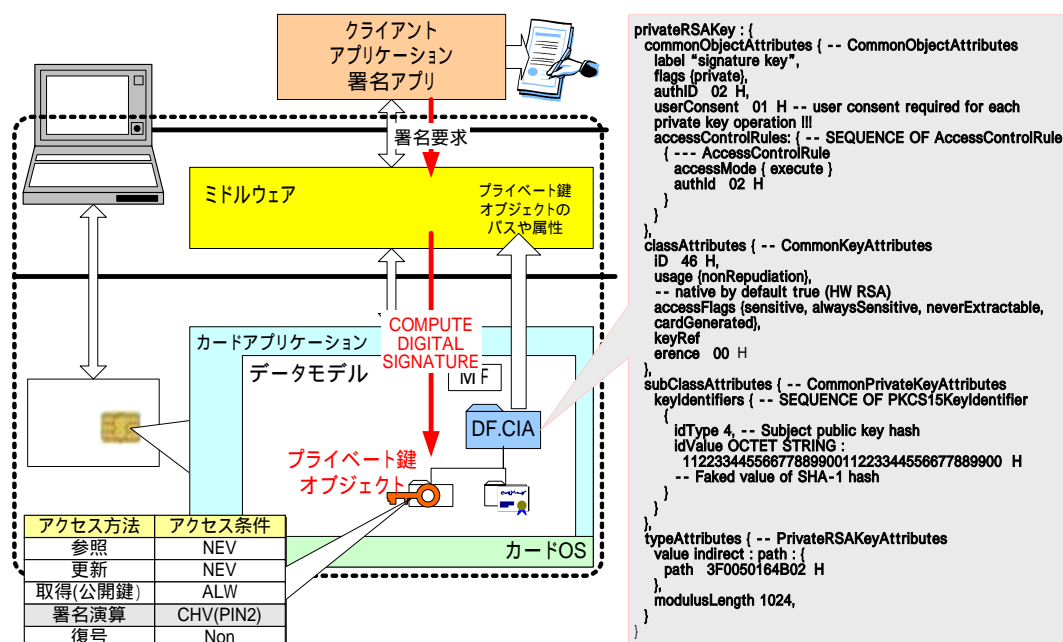 クライアント
アプリケーション
署名アプリ
署名要求
ミドルウェア
プライベート鍵
オブジェクトの
パスや属性
COMPUTE
DIGITAL
SIGNATURE
カードアプリケーション
データモデル
MF
DF.CIA
プライベート鍵
オブジェクト
カードOS
アクセス方法 アクセス条件
参照 NEV
更新 NEV
取得(公開鍵) ALW
署名演算 CHV(PIN2)
復号 Non
privateRSAKey : {
commonObjectAttributes { -- CommonObjectAttributes
label "signature key",
flags {private},
authID 02 H,
userConsent 01 H -- user consent required for each
private key operation !!!
accessControlRules: { -- SEQUENCE OF AccessControlRule
{ --- AccessControlRule
accessMode { execute }
authId 02 H
}
}
},
classAttributes { -- CommonKeyAttributes
iD 46 H,
usage {nonRepudiation},
-- native by default true (HW RSA)
accessFlags {sensitive, alwaysSensitive, neverExtractable,
cardGenerated},
keyRef
erence 00 H
},
subClassAttributes { -- CommonPrivateKeyAttributes
keyIdentifiers { -- SEQUENCE OF PKCS15KeyIdentifier
{
idType 4, -- Subject public key hash
idValue OCTET STRING :
1122334455667788990011223344556677889900 H
-- Faked value of SHA-1 hash
}
}
},
typeAttributes { -- PrivateRSAKeyAttributes
value indirect : path : {
path 3F0050164B02 H
},
modulusLength 1024,
}
}